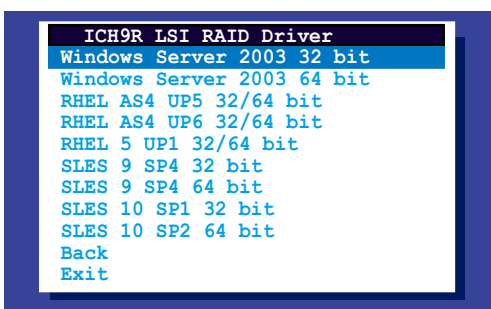 ICH9R LSI RAID Driver
Windows Server 2003 32 bit
Windows Server 2003 64 bit
RHEL AS4 UP5 32/64 bit
RHEL AS4 UP6 32/64 bit
RHEL 5 UP1 32/64 bit
SLES 9 SP4 32 bit
SLES 9 SP4 64 bit
SLES 10 SP1 32 bit
SLES 10 SP2 64 bit
Back
Exit